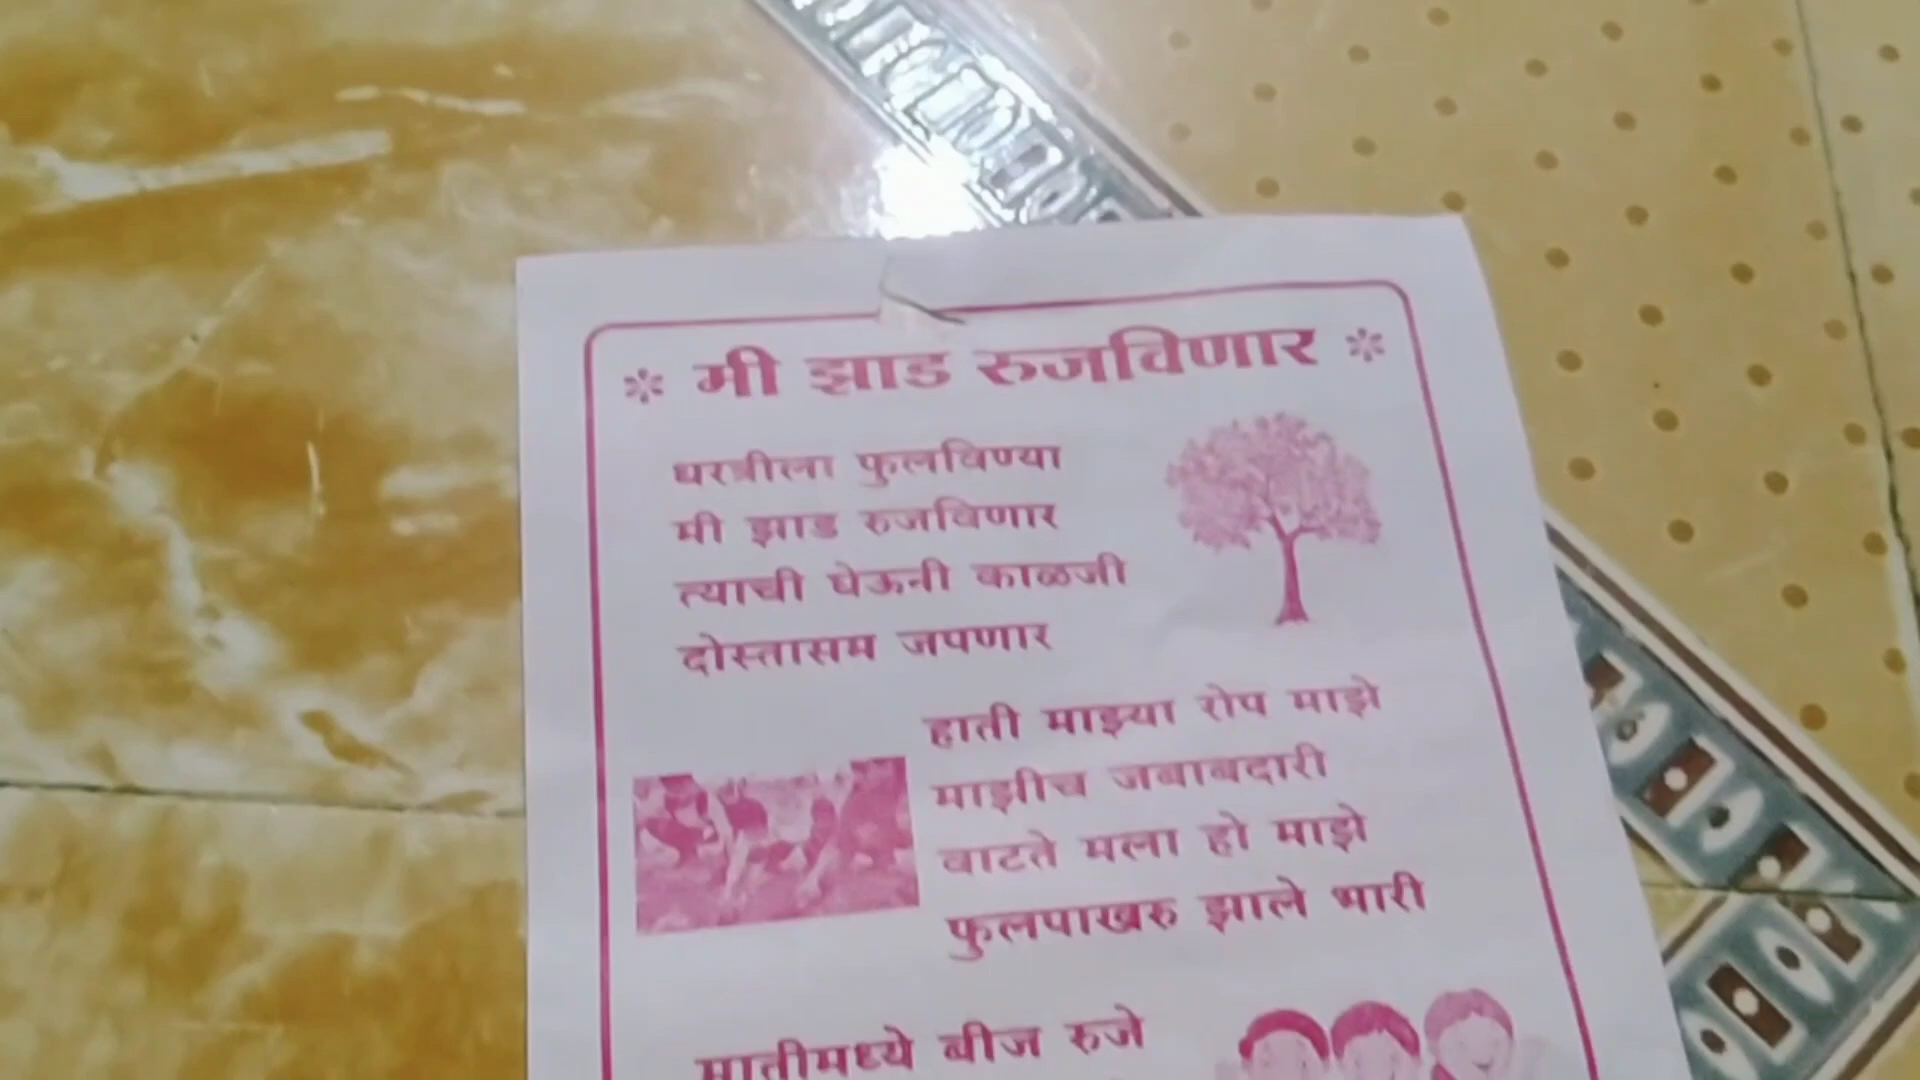 मी झाड रुजविणार
धरत्रीला फुलविण्या
मी झाड रुजविणार
त्याची घेऊनी काळजी
दोस्तासम जपणार
हाती माझ्या रोप माझे
माझीच जबाबदारी
वाटते मला हो माझे
फुलपाखरु झाले भारी
मातीमध्ये बीज रुजे